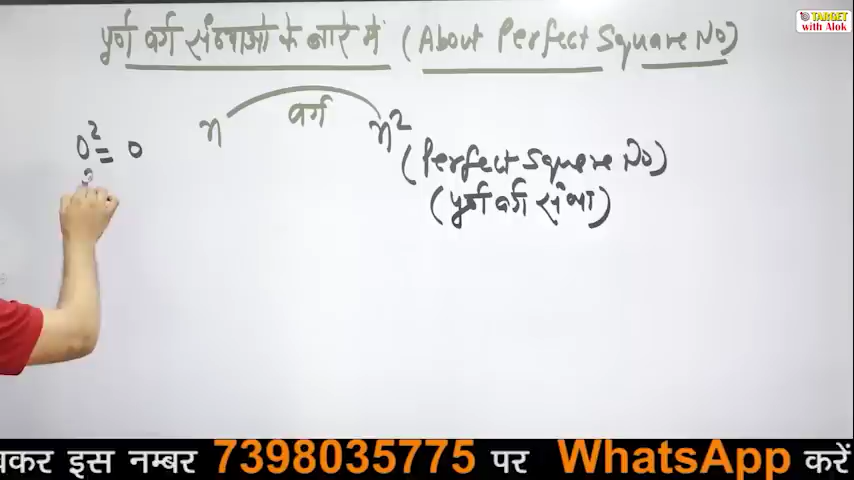 पूर्ण वर्ग संख्याओ के बारे में (About Perfect Square No)
TARGET
with Alok
n वर्ग n²
0² = 0
(Perfect Square No)
(पूर्ण वर्ग संख्या)
कर इस नम्बर 7398035775 पर WhatsApp करें